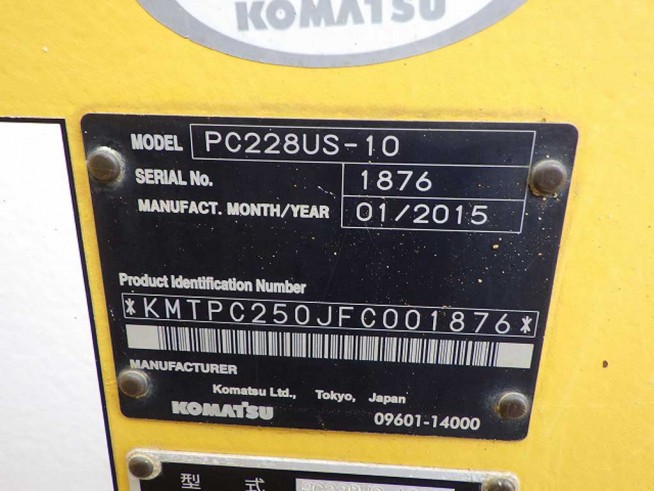 KOMATSU
MODEL PC228US-10
SERIAL No. 1876
MANUFACT. MONTH/YEAR 01/2015
Product Identification Number
*KMTPC250JFC001876*
MANUFACTURER
Komatsu Ltd., Tokyo, Japan
KOMATSU 09601-14000
型 式